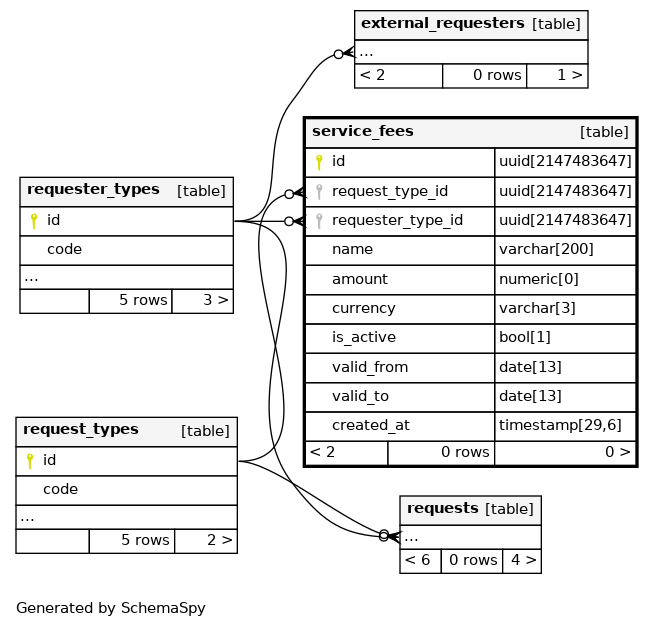 external_requesters [table]
...
< 2 0 rows 1 >
service_fees [table]
id uuid[2147483647]
request_type_id uuid[2147483647]
requester_type_id uuid[2147483647]
name varchar[200]
amount numeric[0]
currency varchar[3]
is_active bool[1]
valid_from date[13]
valid_to date[13]
created_at timestamp[29,6]
< 2 0 rows 0 >
requester_types [table]
id
code
...
5 rows 3 >
request_types [table]
id
code
...
5 rows 2 >
requests [table]
...
< 6 0 rows 4 >
Generated by SchemaSpy